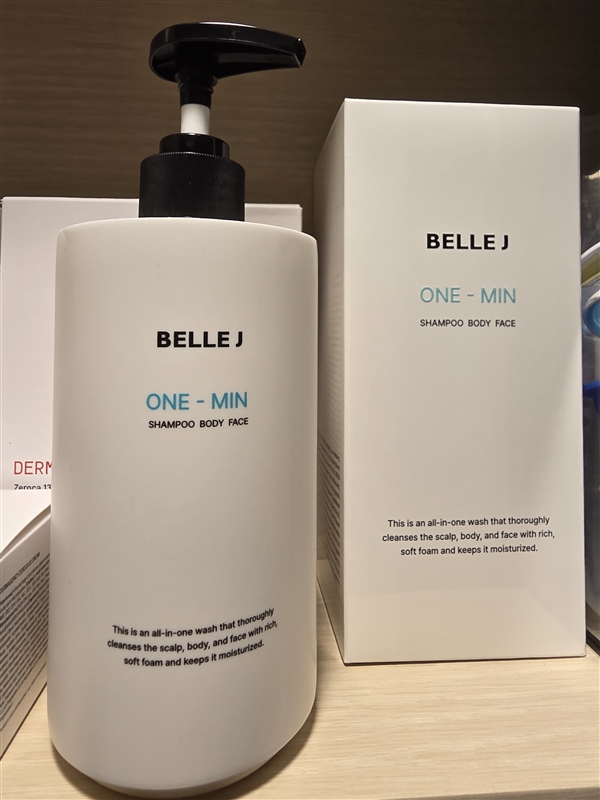 BELLE J
ONE - MIN
SHAMPOO BODY FACE
This is an all-in-one wash that thoroughly
cleanses the scalp, body, and face with rich,
soft foam and keeps it moisturized.
BELLE J
ONE - MIN
SHAMPOO BODY FACE
This is an all-in-one wash that thoroughly
cleanses the scalp, body, and face with rich,
soft foam and keeps it moisturized.
DERM